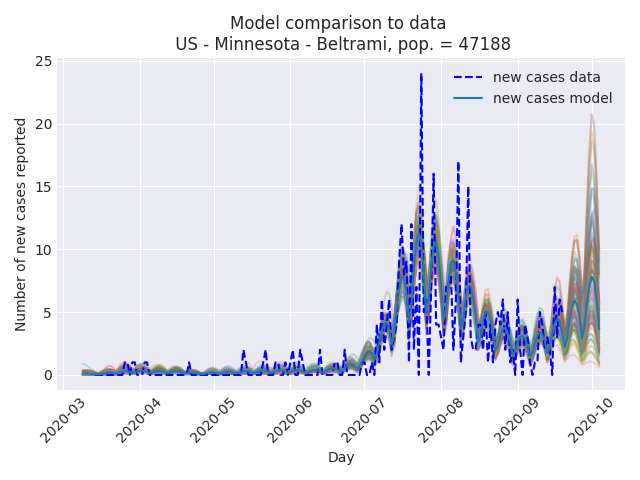 Model comparison to data
US - Minnesota - Beltrami, pop. = 47188
new cases data
new cases model
Number of new cases reported
25
20
15
10
5
0
2020-03
2020-04
2020-05
2020-06
2020-07
2020-08
2020-09
2020-10
Day